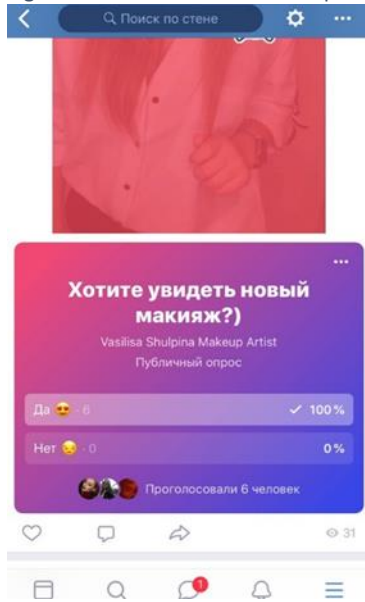 Поиск по стене
Хотите увидеть новый
макияж?)
Vasilisa Shulpina Makeup Artist
Публичный опрос
Да 😍 · 6 ✓ 100%
Нет 😒 · 0 0%
Проголосовали 6 человек
31
1